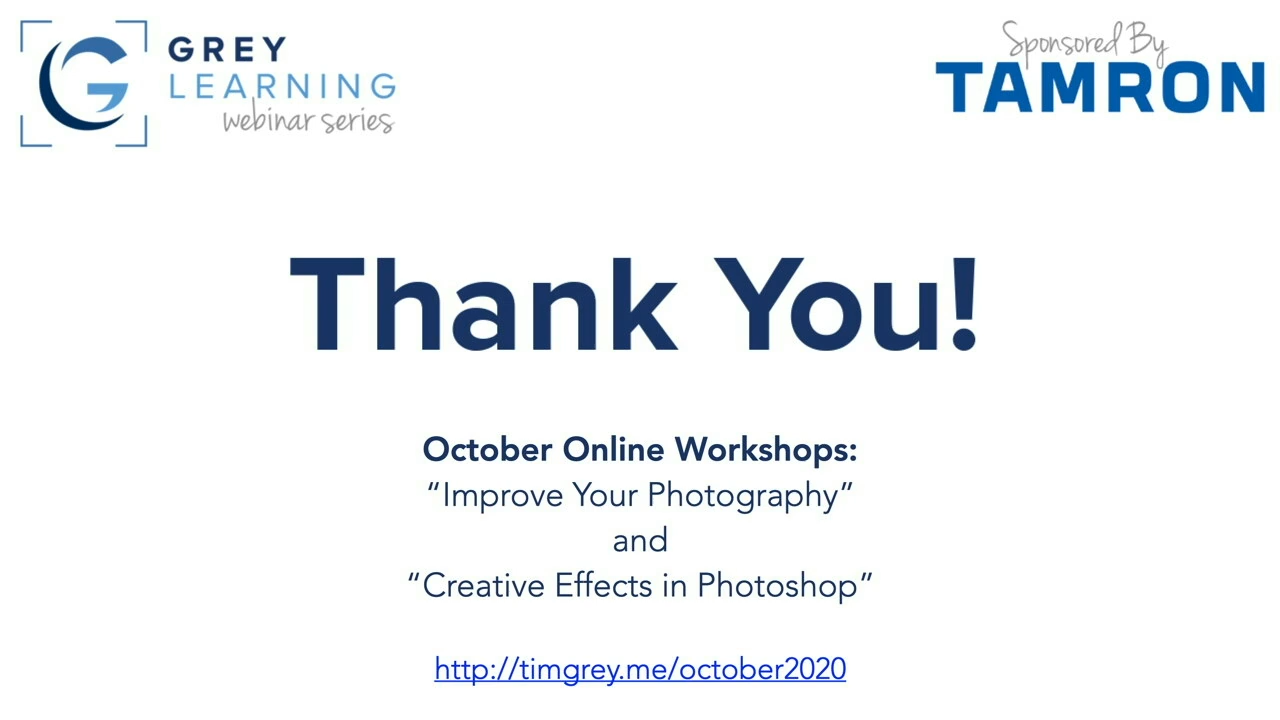 GREY
LEARNING
webinar series
Sponsored By
TAMRON
Thank You!
October Online Workshops:
“Improve Your Photography”
and
“Creative Effects in Photoshop”
http://timgrey.me/october2020